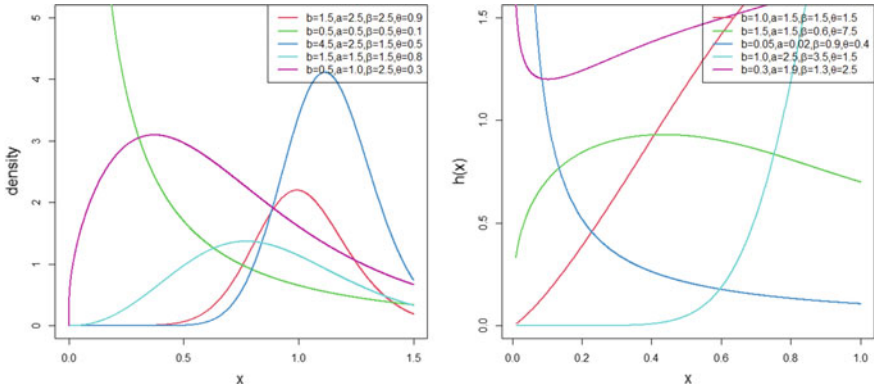 b=1.5,a=2.5,β=2.5,θ=0.9
b=0.5,a=0.5,β=0.5,θ=0.1
b=4.5,a=2.5,β=1.5,θ=0.5
b=1.5,a=1.5,β=1.5,θ=0.8
b=0.5,a=1.0,β=2.5,θ=0.3
density
5
4
3
2
1
0
0.0 0.5 1.0 1.5
x
b=1.0,a=1.5,β=1.5,θ=1.5
b=1.5,a=1.5,β=0.6,θ=7.5
b=0.05,a=0.02,β=0.9,θ=0.4
b=1.0,a=2.5,β=3.5,θ=1.5
b=0.3,a=1.9,β=1.3,θ=2.5
h(x)
1.5
1.0
0.5
0.0
0.0 0.2 0.4 0.6 0.8 1.0
x